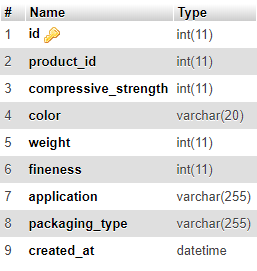 # Name Type
1 id int(11)
2 product_id int(11)
3 compressive_strength int(11)
4 color varchar(20)
5 weight int(11)
6 fineness int(11)
7 application varchar(255)
8 packaging_type varchar(255)
9 created_at datetime